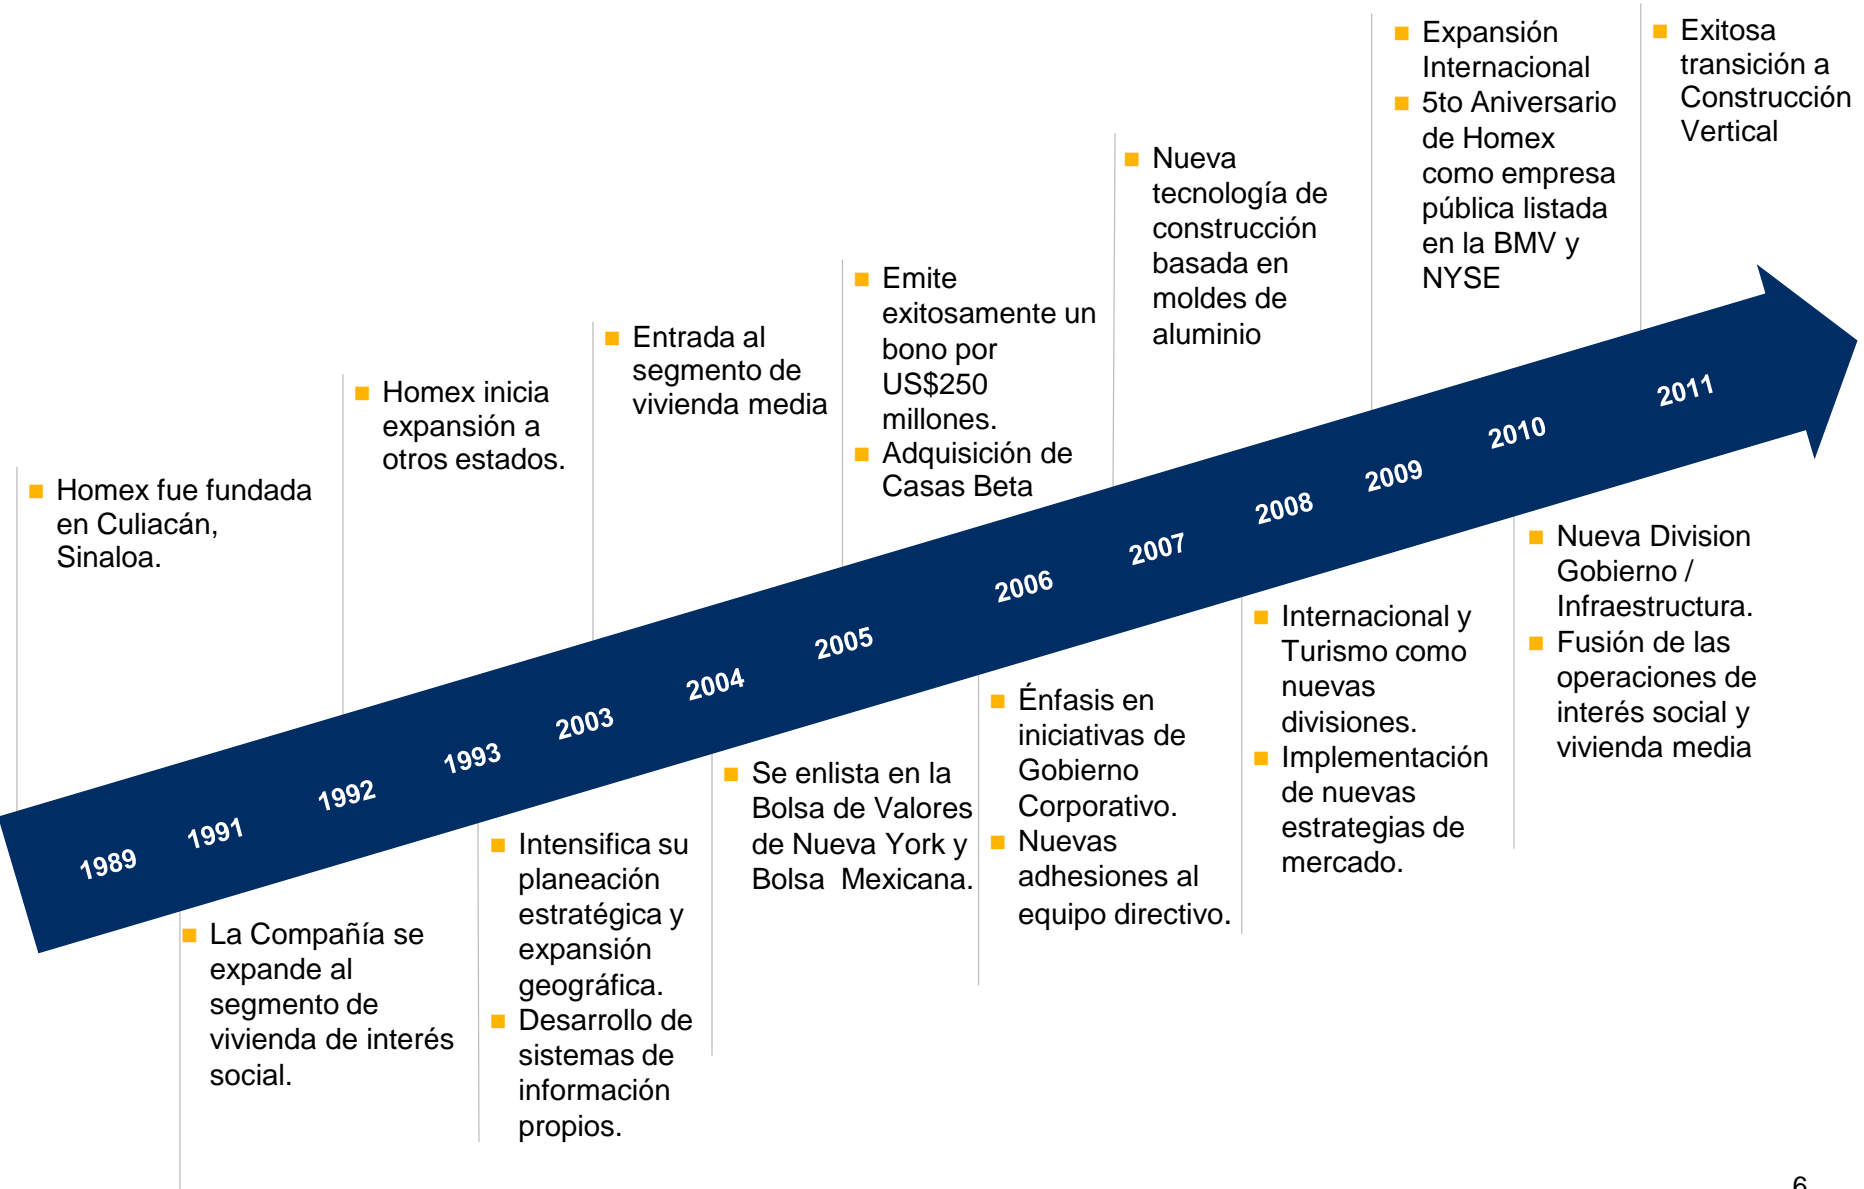 Homex fue fundada
en Culiacán,
Sinaloa.
Homex inicia
expansión a
otros estados.
Entrada al
segmento de
vivienda media
Emite
exitosamente un
bono por
US$250
millones.
Adquisición de
Casas Beta
Nueva
tecnología de
construcción
basada en
moldes de
aluminio
Expansión
Internacional
5to Aniversario
de Homex
como empresa
pública listada
en la BMV y
NYSE
Exitosa
transición a
Construcción
Vertical
1989
1991
1992
1993
2003
2004
2005
2006
2007
2008
2009
2010
2011
La Compañía se
expande al
segmento de
vivienda de interés
social.
Intensifica su
planeación
estratégica y
expansión
geográfica.
Desarrollo de
sistemas de
información
propios.
Se enlista en la
Bolsa de Valores
de Nueva York y
Bolsa Mexicana.
Énfasis en
iniciativas de
Gobierno
Corporativo.
Nuevas
adhesiones al
equipo directivo.
Internacional y
Turismo como
nuevas
divisiones.
Implementación
de nuevas
estrategias de
mercado.
Nueva Division
Gobierno /
Infraestructura.
Fusión de las
operaciones de
interés social y
vivienda media
6